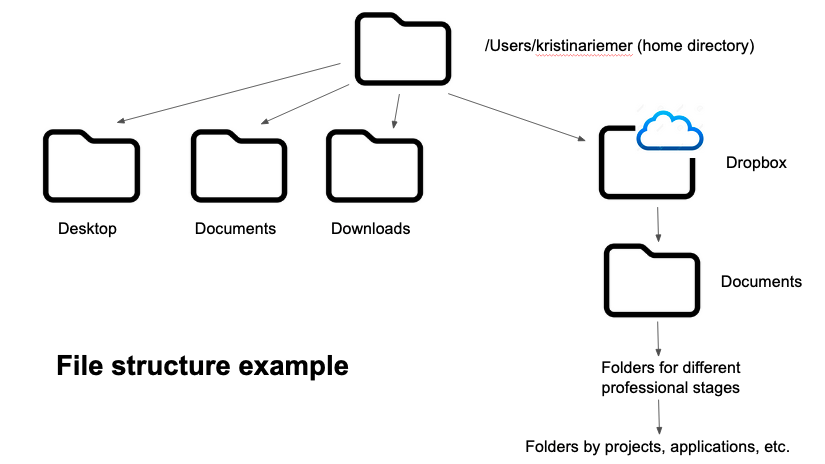 /Users/kristinariemer (home directory)
Dropbox
Desktop
Documents
Downloads
Documents
File structure example
Folders for different
professional stages
Folders by projects, applications, etc.